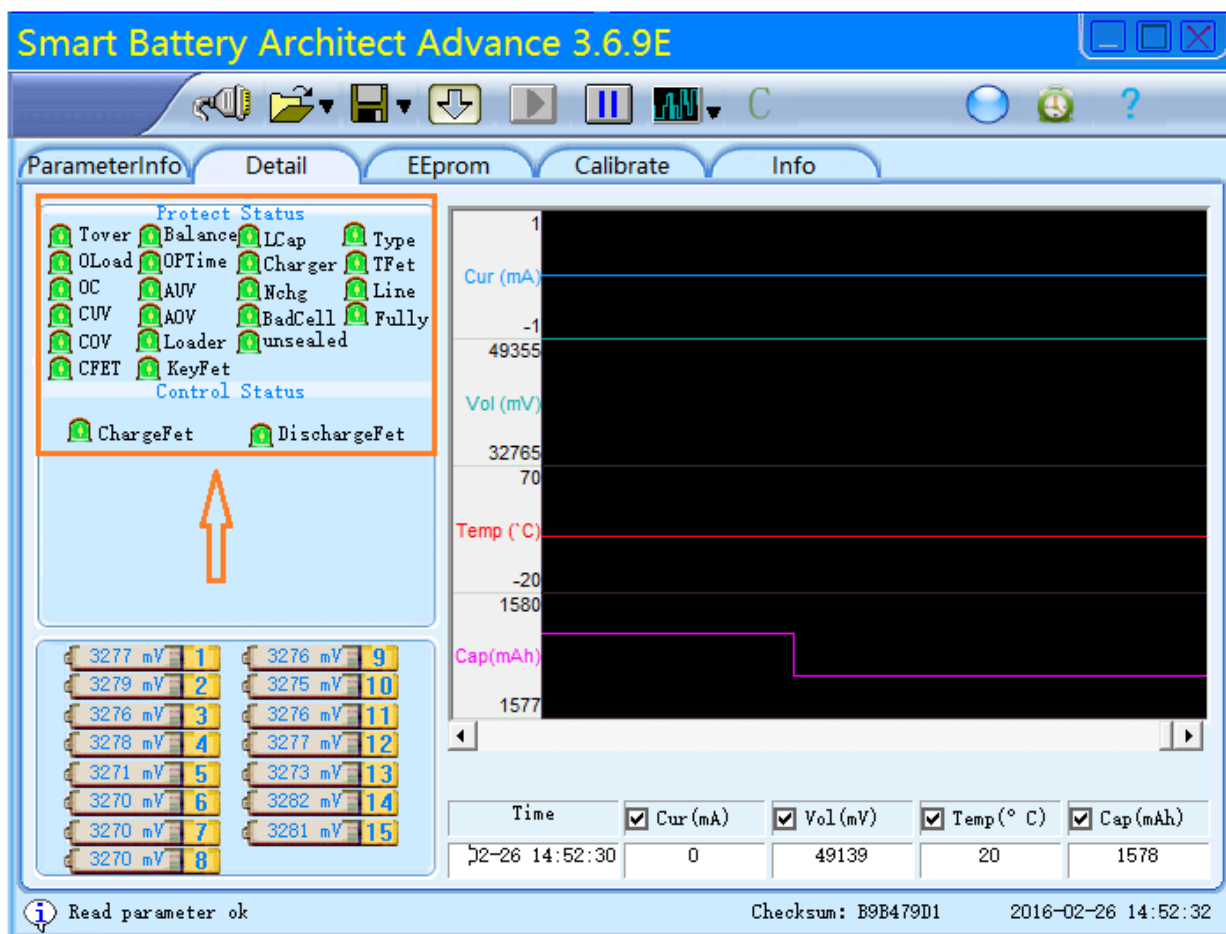 Smart Battery Architect Advance 3.6.9E
C ?
ParameterInfo Detail EEprom Calibrate Info
Protect Status
Tover Balance LCap Type
OLoad OPTime Charger TFet
OC AUV Nchg Line
CUV AOV BadCell Fully
COV Loader unsealed
CFET KeyFet
Control Status
ChargeFet DischargeFet
3277 mV 1 3276 mV 9
3279 mV 2 3275 mV 10
3276 mV 3 3276 mV 11
3278 mV 4 3277 mV 12
3271 mV 5 3273 mV 13
3270 mV 6 3282 mV 14
3270 mV 7 3281 mV 15
3270 mV 8
1
Cur (mA)
-1
49355
Vol (mV)
32765
70
Temp (`C)
-20
1580
Cap(mAh)
1577
Time Cur(mA) Vol(mV) Temp(° C) Cap(mAh)
2-26 14:52:30 0 49139 20 1578
Read parameter ok Checksum: B9B479D1 2016-02-26 14:52:32